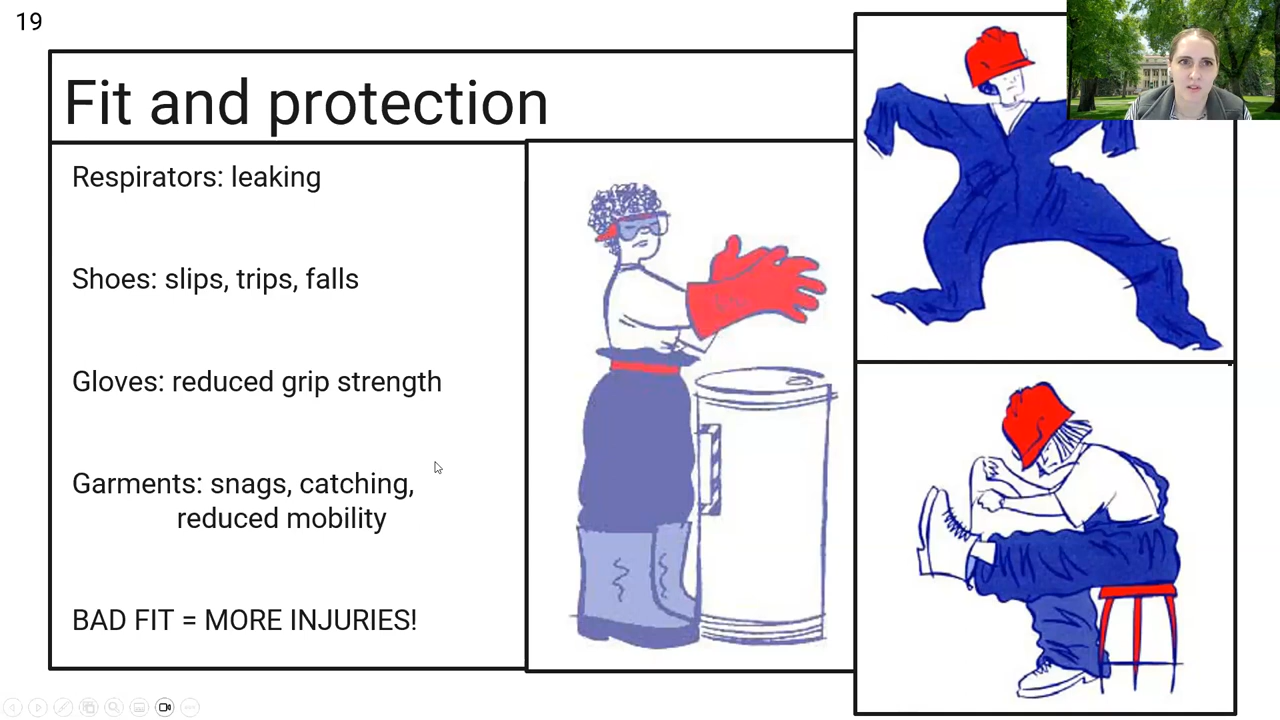 19
Fit and protection
Respirators: leaking
Shoes: slips, trips, falls
Gloves: reduced grip strength
Garments: snags, catching,
reduced mobility
BAD FIT = MORE INJURIES!